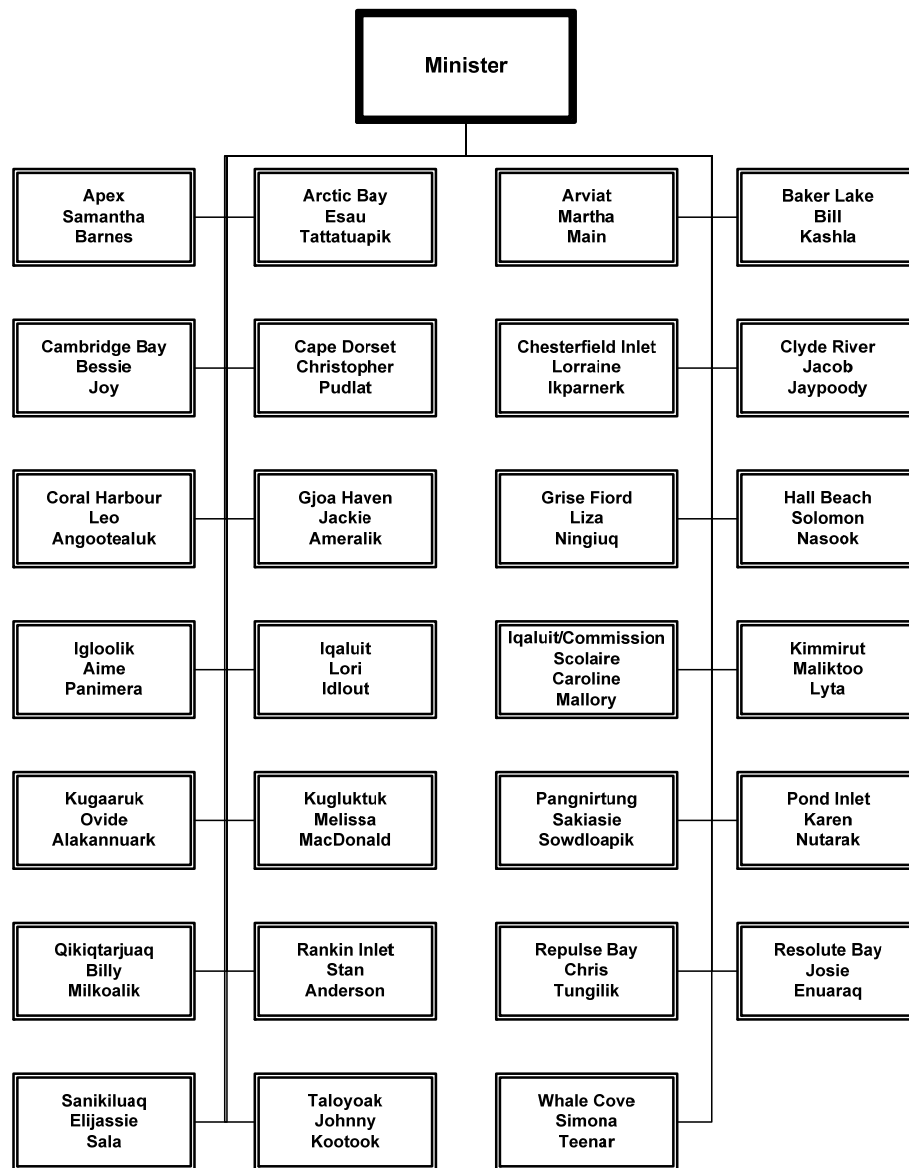 Minister
Apex
Samantha
Barnes
Arctic Bay
Esau
Tattatuapik
Arviat
Martha
Main
Baker Lake
Bill
Kashla
Cambridge Bay
Bessie
Joy
Cape Dorset
Christopher
Pudlat
Chesterfield Inlet
Lorraine
Ikparnerk
Clyde River
Jacob
Jaypoody
Coral Harbour
Leo
Angootealuk
Gjoa Haven
Jackie
Ameralik
Grise Fiord
Liza
Ningiuq
Hall Beach
Solomon
Nasook
Igloolik
Aime
Panimera
Iqaluit
Lori
Idlout
Iqaluit/Commission
Scolaire
Caroline
Mallory
Kimmirut
Maliktoo
Lyta
Kugaaruk
Ovide
Alakannuark
Kugluktuk
Melissa
MacDonald
Pangnirtung
Sakiasie
Sowdloapik
Pond Inlet
Karen
Nutarak
Qikiqtarjuaq
Billy
Milkoalik
Rankin Inlet
Stan
Anderson
Repulse Bay
Chris
Tungilik
Resolute Bay
Josie
Enuaraq
Sanikiluaq
Elijassie
Sala
Taloyoak
Johnny
Kootook
Whale Cove
Simona
Teenar